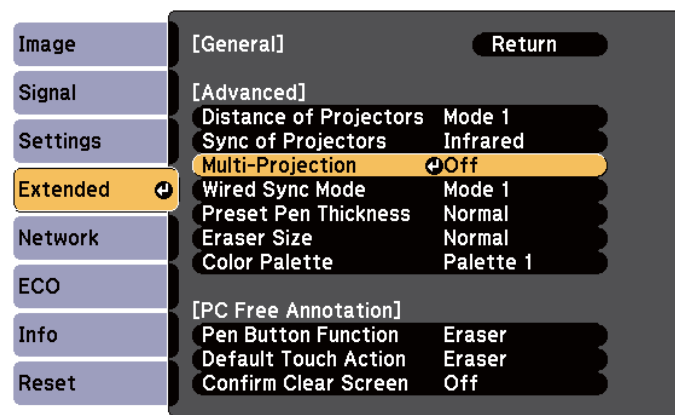 Image
Signal
Settings
Extended
Network
ECO
Info
Reset
[General] Return
[Advanced]
Distance of Projectors Mode 1
Sync of Projectors Infrared
Multi-Projection Off
Wired Sync Mode Mode 1
Preset Pen Thickness Normal
Eraser Size Normal
Color Palette Palette 1
[PC Free Annotation]
Pen Button Function Eraser
Default Touch Action Eraser
Confirm Clear Screen Off